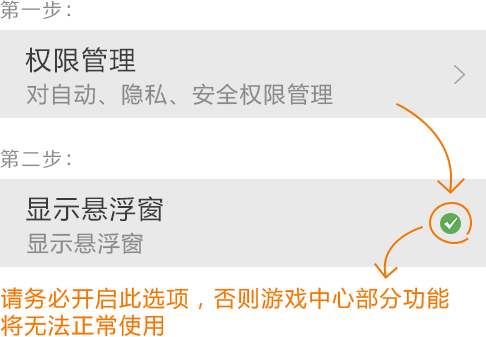 第一步：
权限管理
对自动、隐私、安全权限管理
第二步：
显示悬浮窗
显示悬浮窗
请务必开启此选项，否则游戏中心部分功能
将无法正常使用